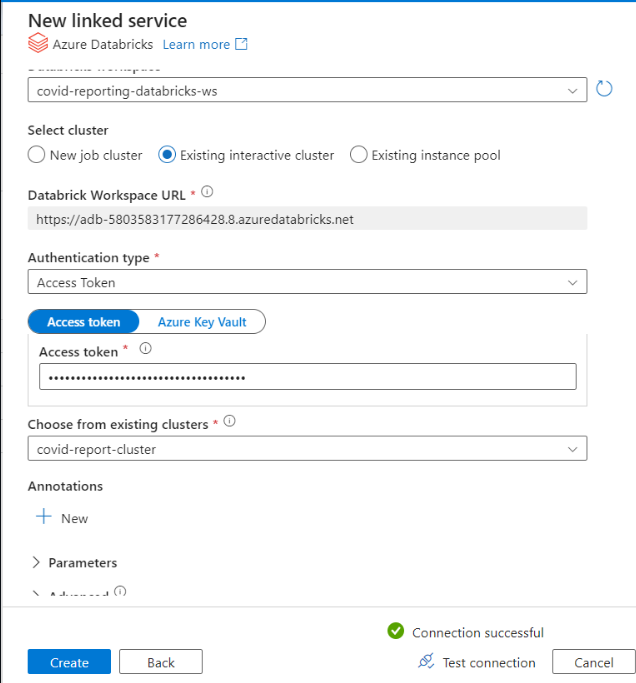 New linked service
Azure Databricks Learn more
Databricks workspace
covid-reporting-databricks-ws
Select cluster
New job cluster Existing interactive cluster Existing instance pool
Databrick Workspace URL *
https://adb-5803583177286428.8.azuredatabricks.net
Authentication type *
Access Token
Access token Azure Key Vault
Access token *
••••••••••••••••••••••••••••••••••••
Choose from existing clusters *
covid-report-cluster
Annotations
New
Parameters
Advanced
Connection successful
Create Back Test connection Cancel